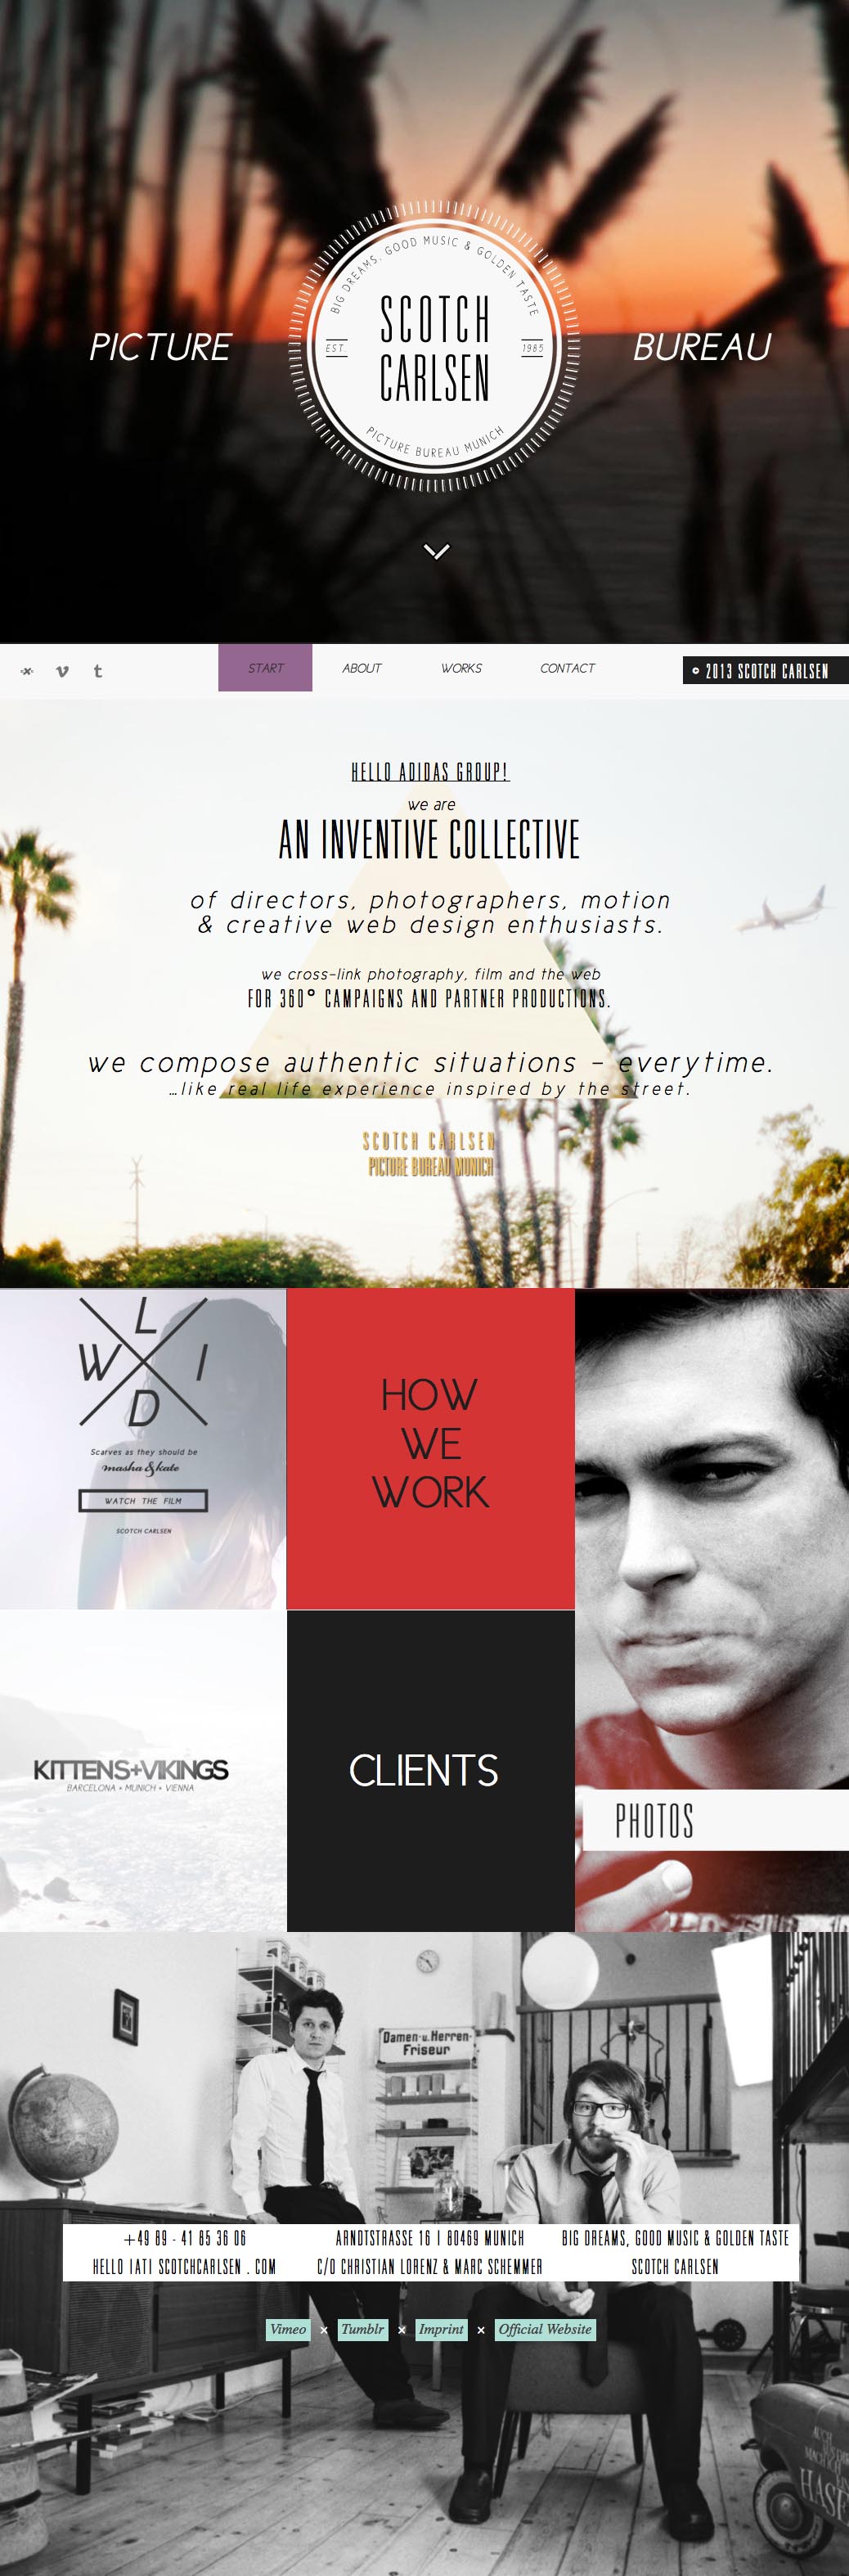 BIG DREAMS, GOOD MUSIC & GOLDEN TASTE
SCOTCH
CARLSEN
EST.
1985
PICTURE BUREAU MUNICH
PICTURE
BUREAU
START
ABOUT
WORKS
CONTACT
© 2013 SCOTCH CARLSEN
HELLO ADIDAS GROUP!
we are
AN INVENTIVE COLLECTIVE
of directors, photographers, motion
& creative web design enthusiasts.
we cross-link photography, film and the web
FOR 360° CAMPAIGNS AND PARTNER PRODUCTIONS.
we compose authentic situations - everytime.
...like real life experience inspired by the street.
SCOTCH CARLSEN
PICTURE BUREAU MUNICH
L
W I
D
Scarves as they should be
masha & kate
WATCH THE FILM
SCOTCH CARLSEN
HOW
WE
WORK
KITTENS+VIKINGS
BARCELONA • MUNICH • VIENNA
CLIENTS
PHOTOS
Damen-u. Herren-
Friseur
+49 89 - 41 85 36 06
HELLO (AT) SCOTCHCARLSEN . COM
ARNDTSTRASSE 16 | 80469 MUNICH
C/O CHRISTIAN LORENZ & MARC SCHEMMER
BIG DREAMS, GOOD MUSIC & GOLDEN TASTE
SCOTCH CARLSEN
Vimeo × Tumblr × Imprint × Official Website